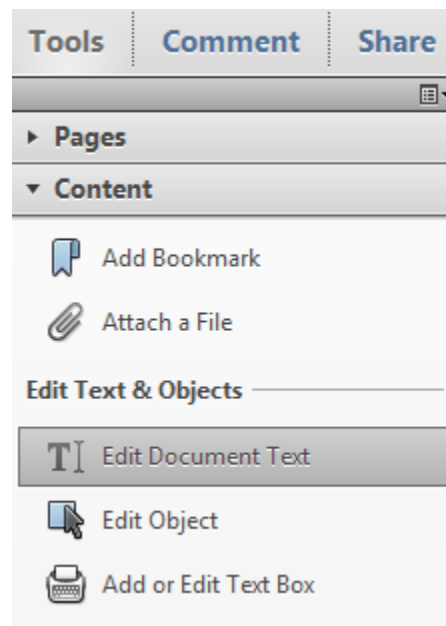 Tools Comment Share
Pages
Content
Add Bookmark
Attach a File
Edit Text & Objects
Edit Document Text
Edit Object
Add or Edit Text Box